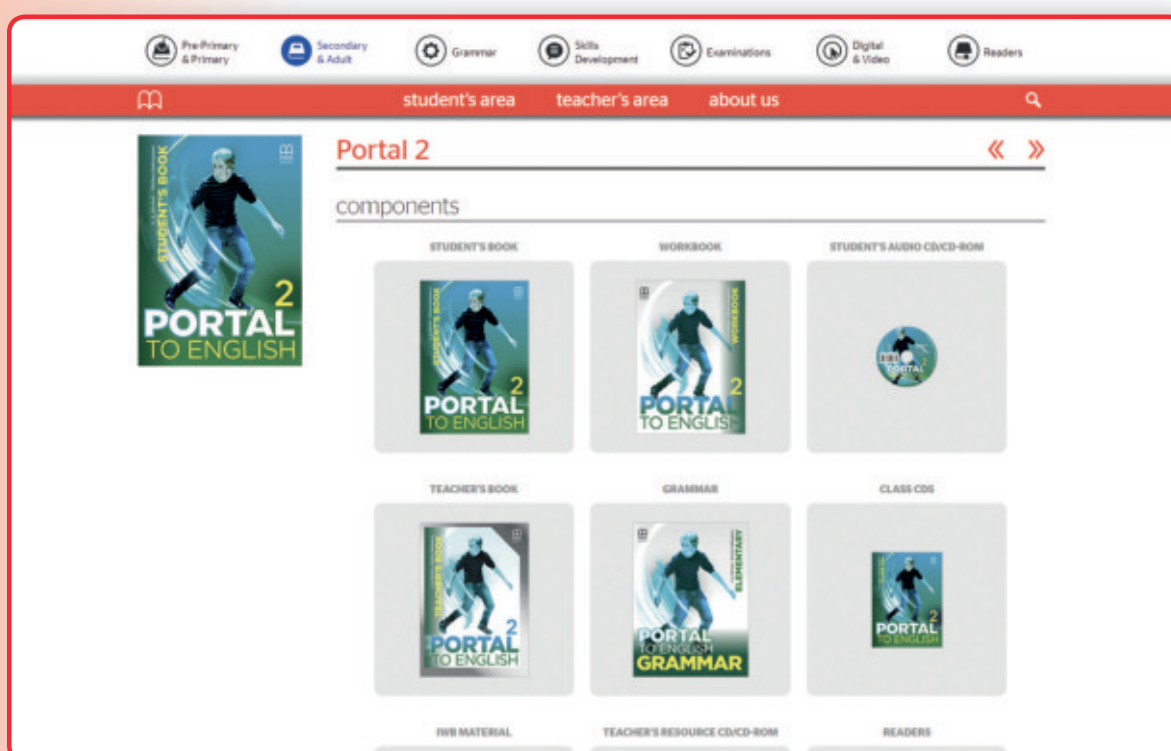 Pre-Primary
& Primary
Secondary
& Adult
Grammar
Skills
Development
Examinations
Digital
& Video
Readers
student's area teacher's area about us
STUDENT'S BOOK
2
PORTAL
TO ENGLISH
Portal 2
components
STUDENT'S BOOK WORKBOOK STUDENT'S AUDIO CD/CD-ROM
STUDENT'S BOOK
2
PORTAL
TO ENGLISH
WORKBOOK
2
PORTAL
TO ENGLISH
PORTAL
TEACHER'S BOOK GRAMMAR CLASS CDS
TEACHER'S BOOK
2
PORTAL
TO ENGLISH
ELEMENTARY
PORTAL
TO ENGLISH
GRAMMAR
2
PORTAL
TO ENGLISH
IWB MATERIAL TEACHER'S RESOURCE CD/CD-ROM READERS